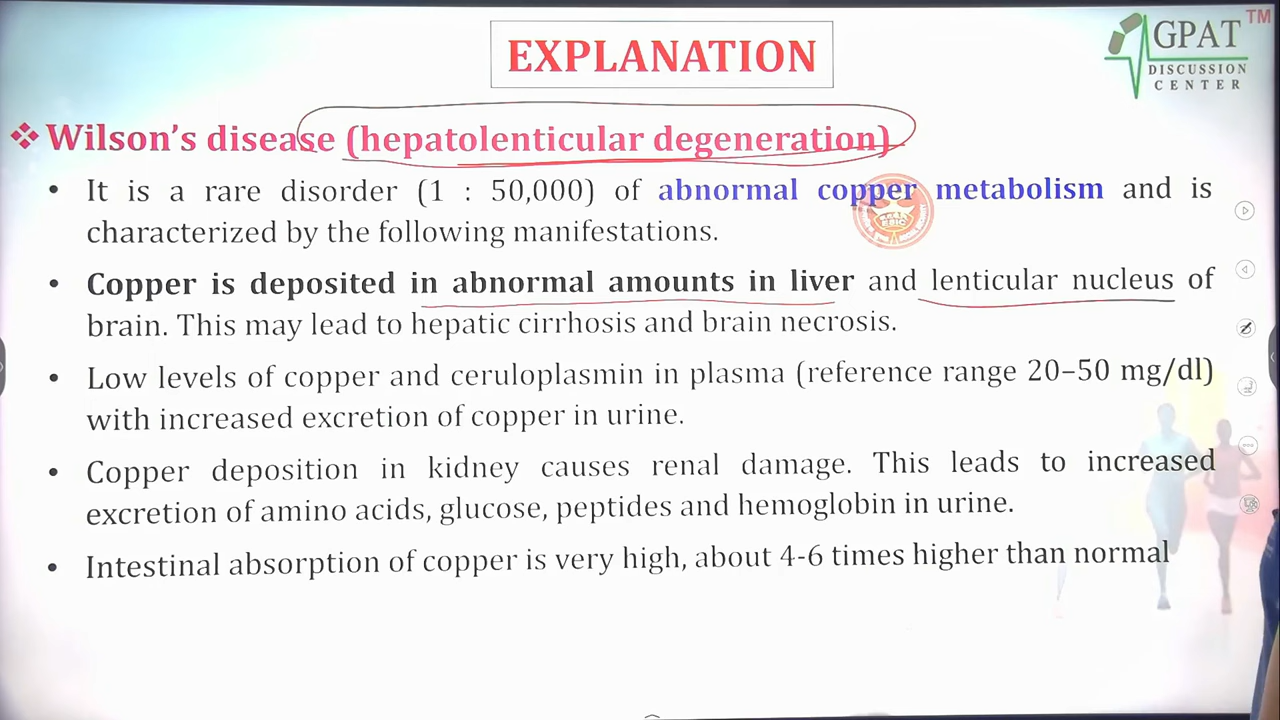 EXPLANATION
TM
GPAT
DISCUSSION
CENTER
❖ Wilson's disease (hepatolenticular degeneration)
• It is a rare disorder (1 : 50,000) of abnormal copper metabolism and is
characterized by the following manifestations.
• Copper is deposited in abnormal amounts in liver and lenticular nucleus of
brain. This may lead to hepatic cirrhosis and brain necrosis.
• Low levels of copper and ceruloplasmin in plasma (reference range 20–50 mg/dl)
with increased excretion of copper in urine.
• Copper deposition in kidney causes renal damage. This leads to increased
excretion of amino acids, glucose, peptides and hemoglobin in urine.
• Intestinal absorption of copper is very high, about 4-6 times higher than normal